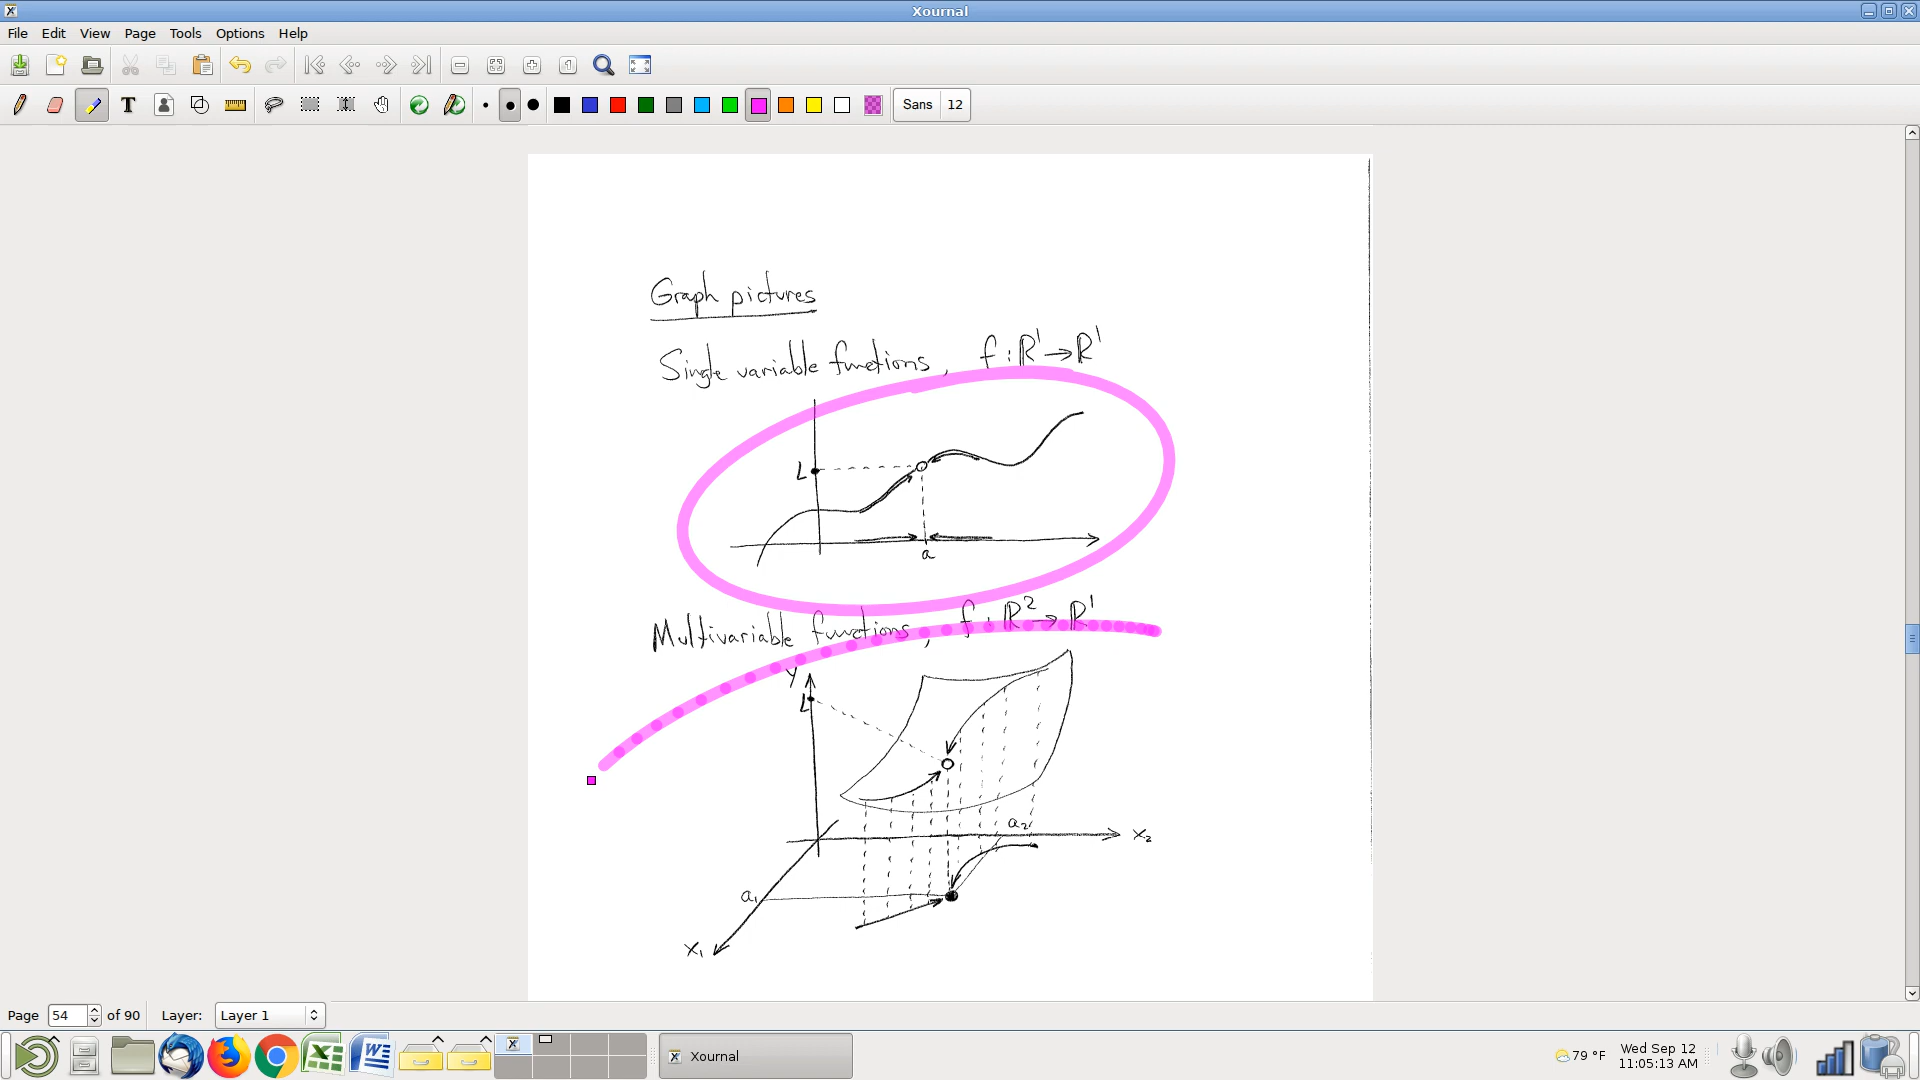 Xournal
File Edit View Page Tools Options Help
Sans 12
Graph pictures
Single variable functions, f : ℝ¹ → ℝ¹
L
a
Multivariable functions, f : ℝ² → ℝ¹
y
L
a₂
x₂
a₁
x₁
Page 54 of 90 Layer: Layer 1
Xournal
79 °F
Wed Sep 12
11:05:13 AM